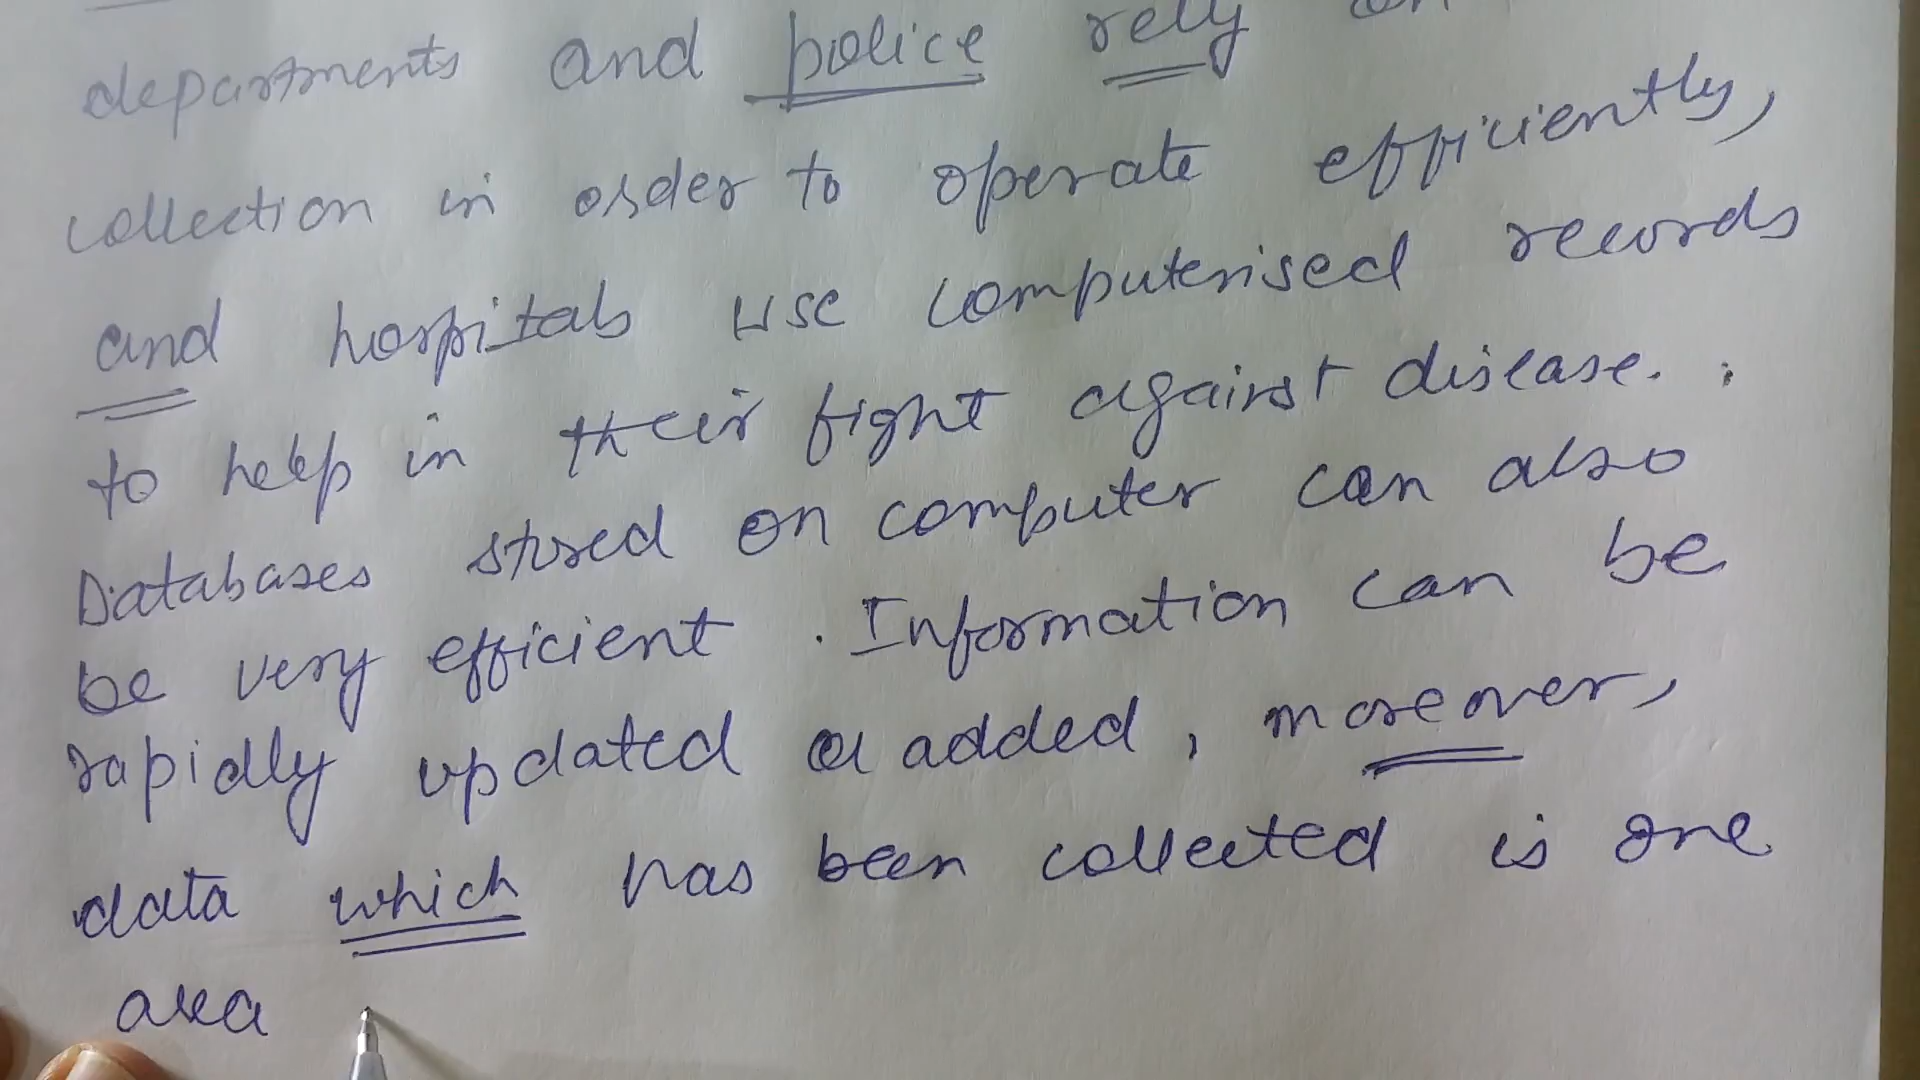 departments and police rely on
collection in order to operate efficiently,
and hospitals use computerised records
to help in their fight against disease.
Databases stored on computer can also
be very efficient. Information can be
rapidly updated or added, moreover,
data which has been collected is one
area